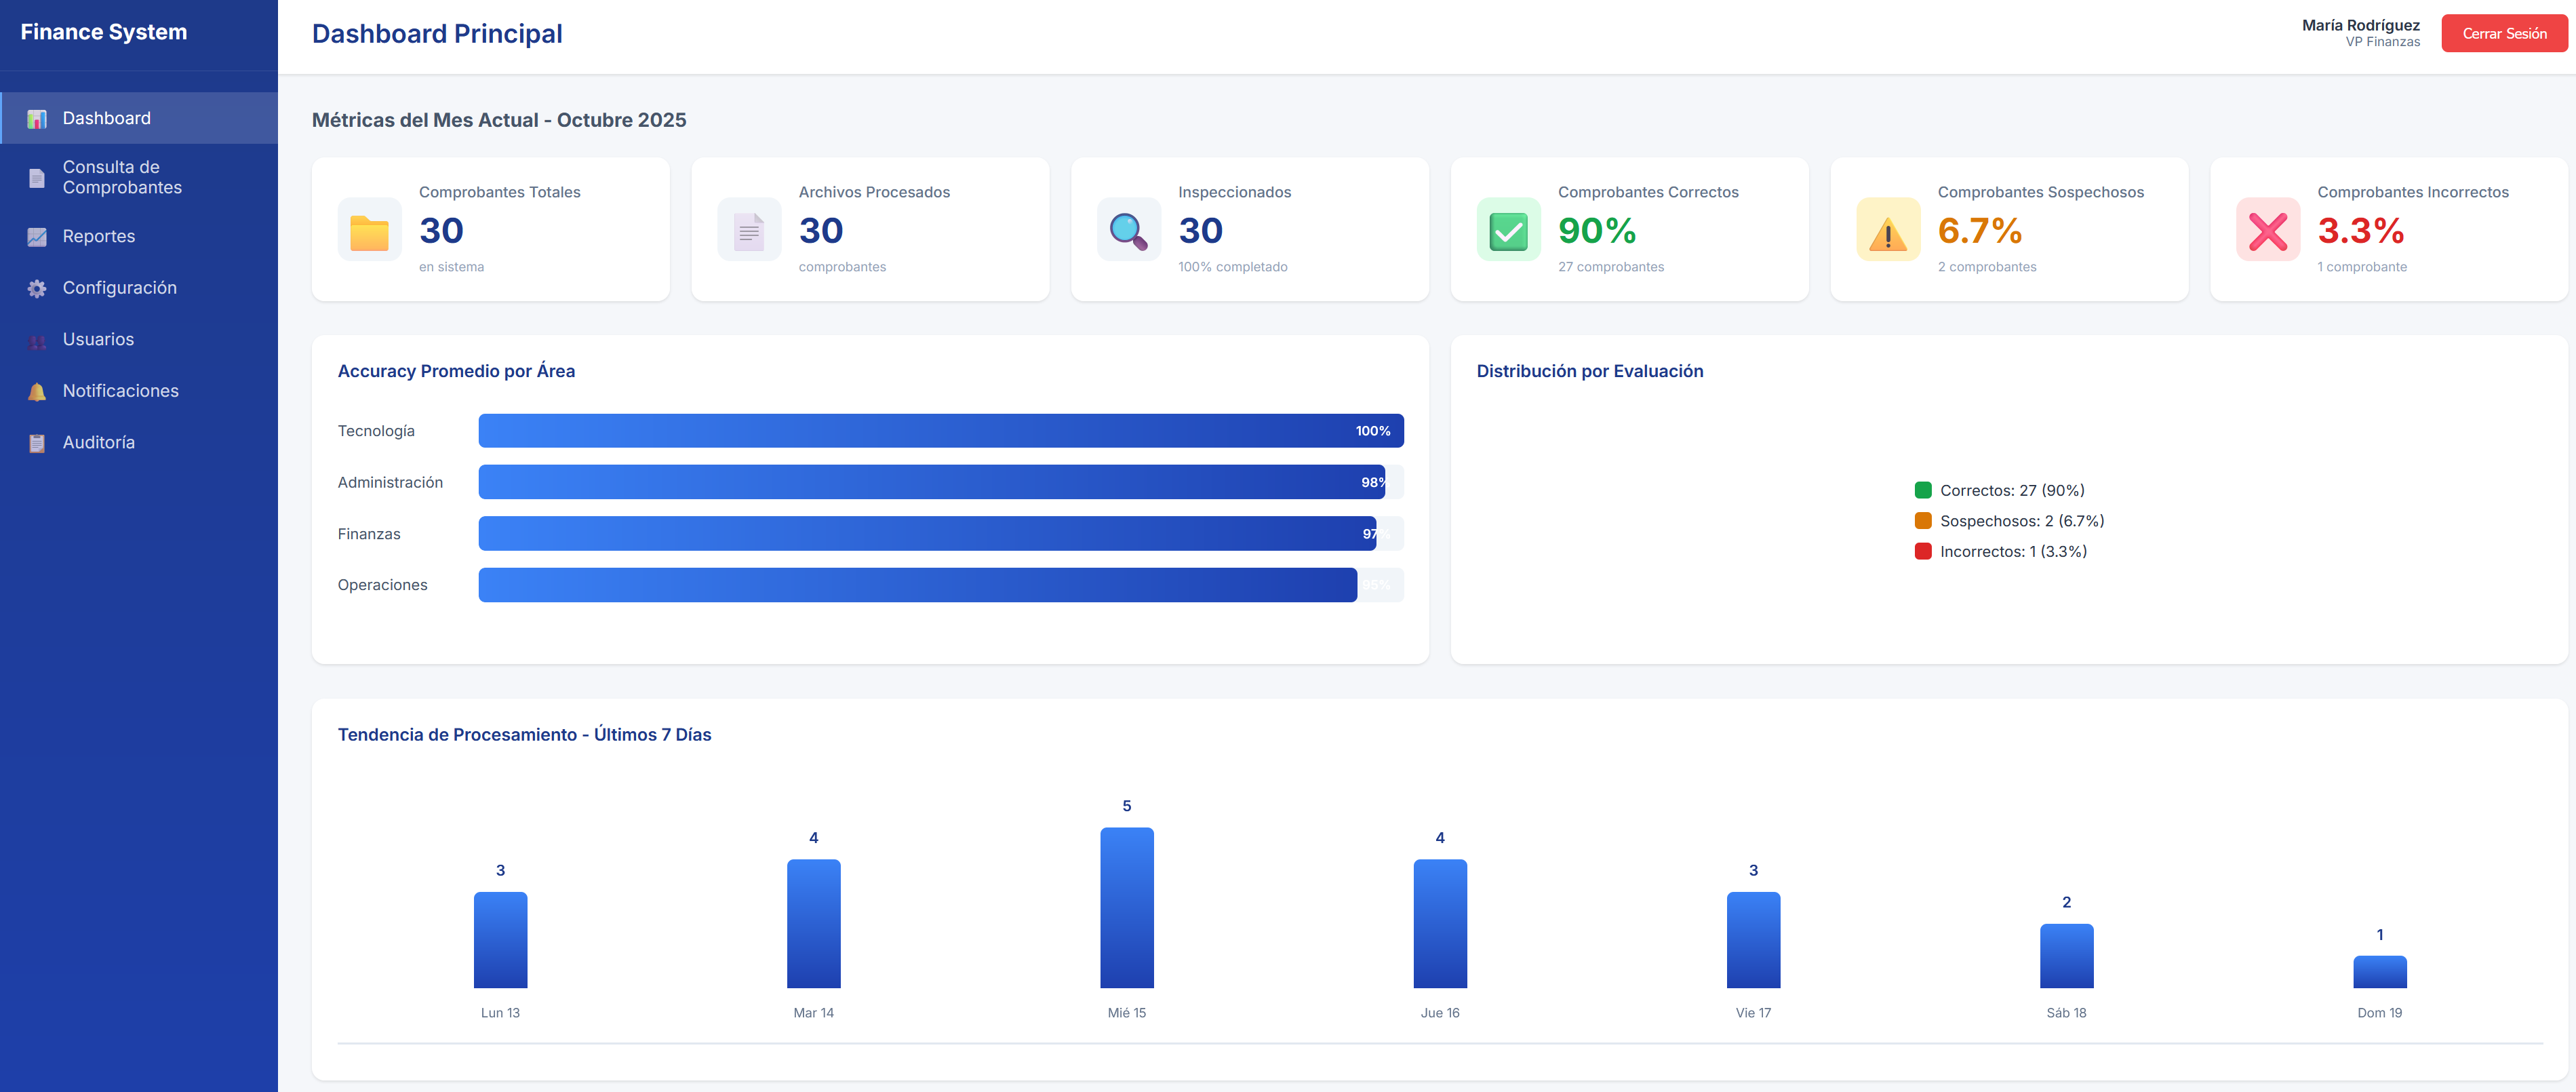 Finance System
Dashboard
Consulta de
Comprobantes
Reportes
Configuración
Usuarios
Notificaciones
Auditoría
Dashboard Principal
María Rodríguez
VP Finanzas
Cerrar Sesión
Métricas del Mes Actual - Octubre 2025
Comprobantes Totales
30
en sistema
Archivos Procesados
30
comprobantes
Inspeccionados
30
100% completado
Comprobantes Correctos
90%
27 comprobantes
Comprobantes Sospechosos
6.7%
2 comprobantes
Comprobantes Incorrectos
3.3%
1 comprobante
Accuracy Promedio por Área
Tecnología 100%
Administración 98%
Finanzas 97%
Operaciones 95%
Distribución por Evaluación
Correctos: 27 (90%)
Sospechosos: 2 (6.7%)
Incorrectos: 1 (3.3%)
Tendencia de Procesamiento - Últimos 7 Días
3 4 5 4 3 2 1
Lun 13 Mar 14 Mié 15 Jue 16 Vie 17 Sáb 18 Dom 19